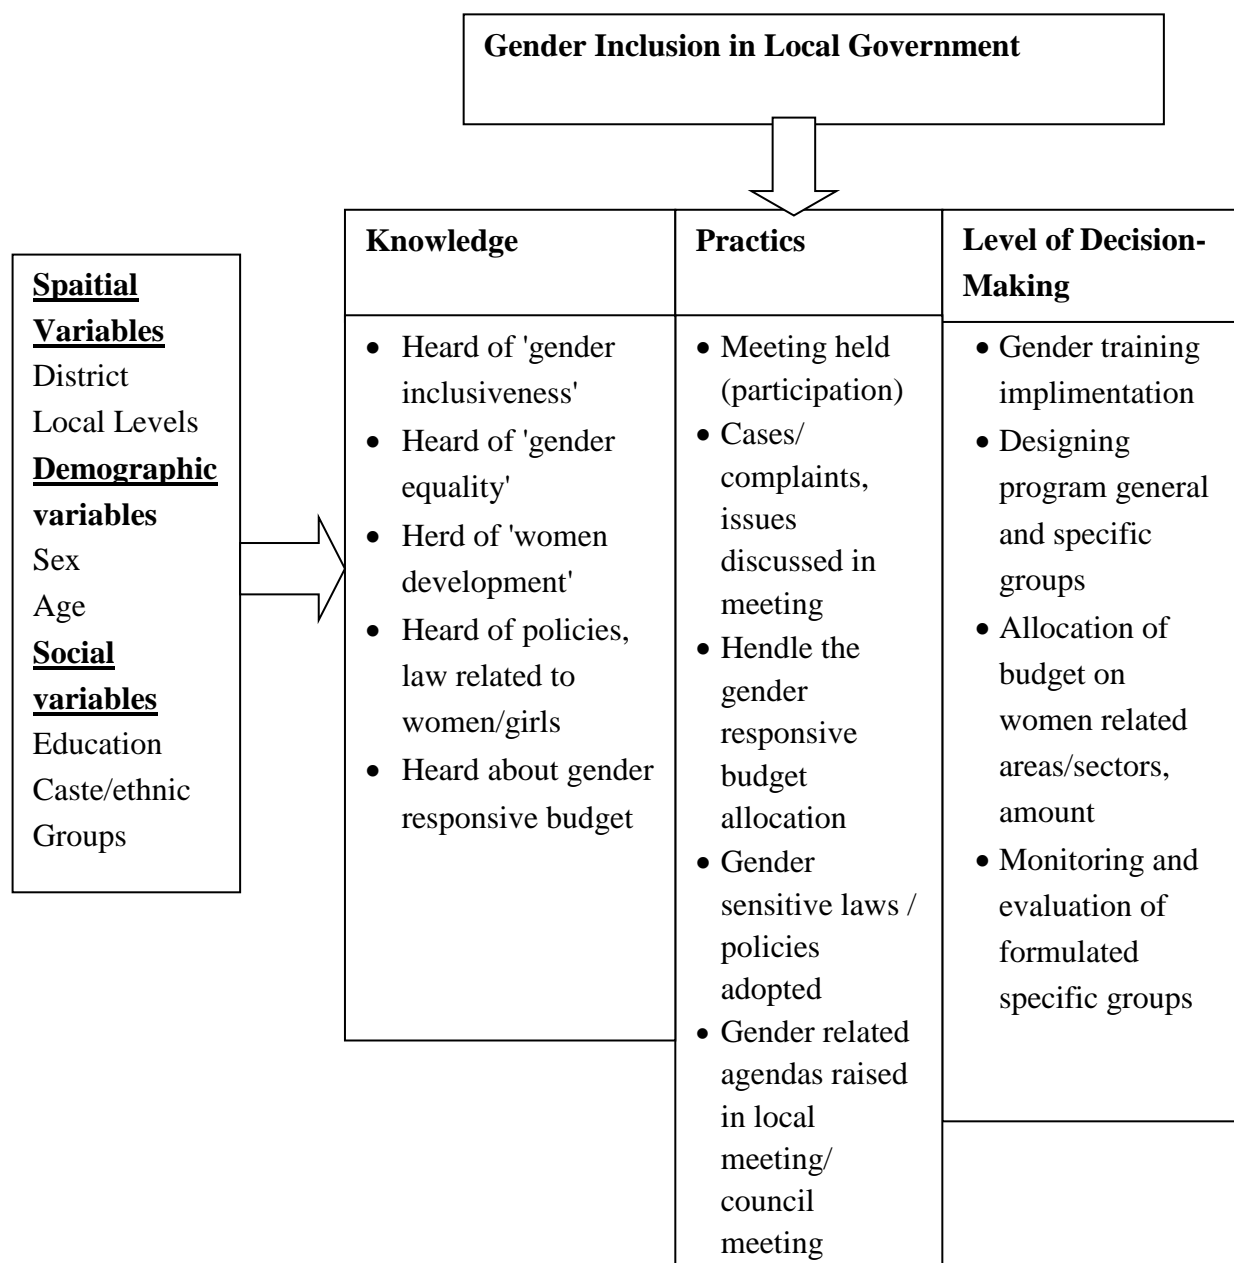 Gender Inclusion in Local Government
Spaitial
Variables
District
Local Levels
Demographic
variables
Sex
Age
Social
variables
Education
Caste/ethnic
Groups
Knowledge
• Heard of 'gender
inclusiveness'
• Heard of 'gender
equality'
• Herd of 'women
development'
• Heard of policies,
law related to
women/girls
• Heard about gender
responsive budget
Practics
• Meeting held
(participation)
• Cases/
complaints,
issues
discussed in
meeting
• Hendle the
gender
responsive
budget
allocation
• Gender
sensitive laws /
policies
adopted
• Gender related
agendas raised
in local
meeting/
council
meeting
Level of Decision-
Making
• Gender training
implimentation
• Designing
program general
and specific
groups
• Allocation of
budget on
women related
areas/sectors,
amount
• Monitoring and
evaluation of
formulated
specific groups